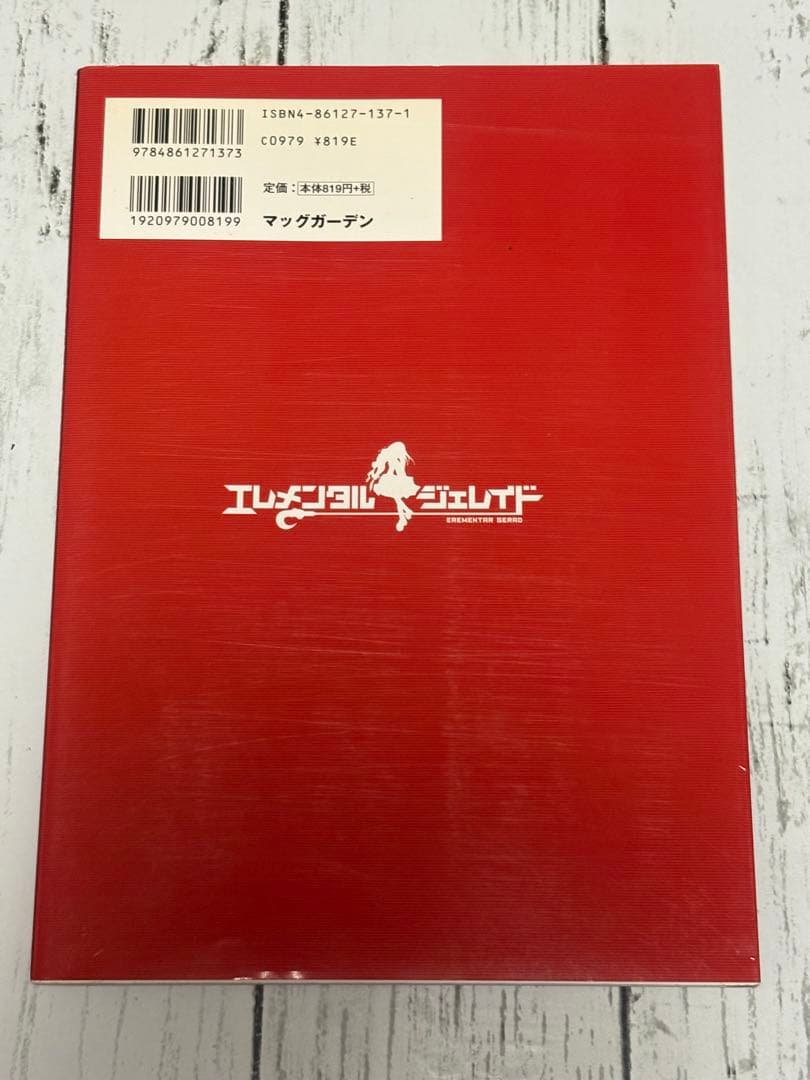 ISBN4-86127-137-1
C0979 ¥819E
9784861271373
定価：本体819円+税
1920979008199
マッグガーデン
エレメンタル ジェレイド
EREMENTAR GERAD